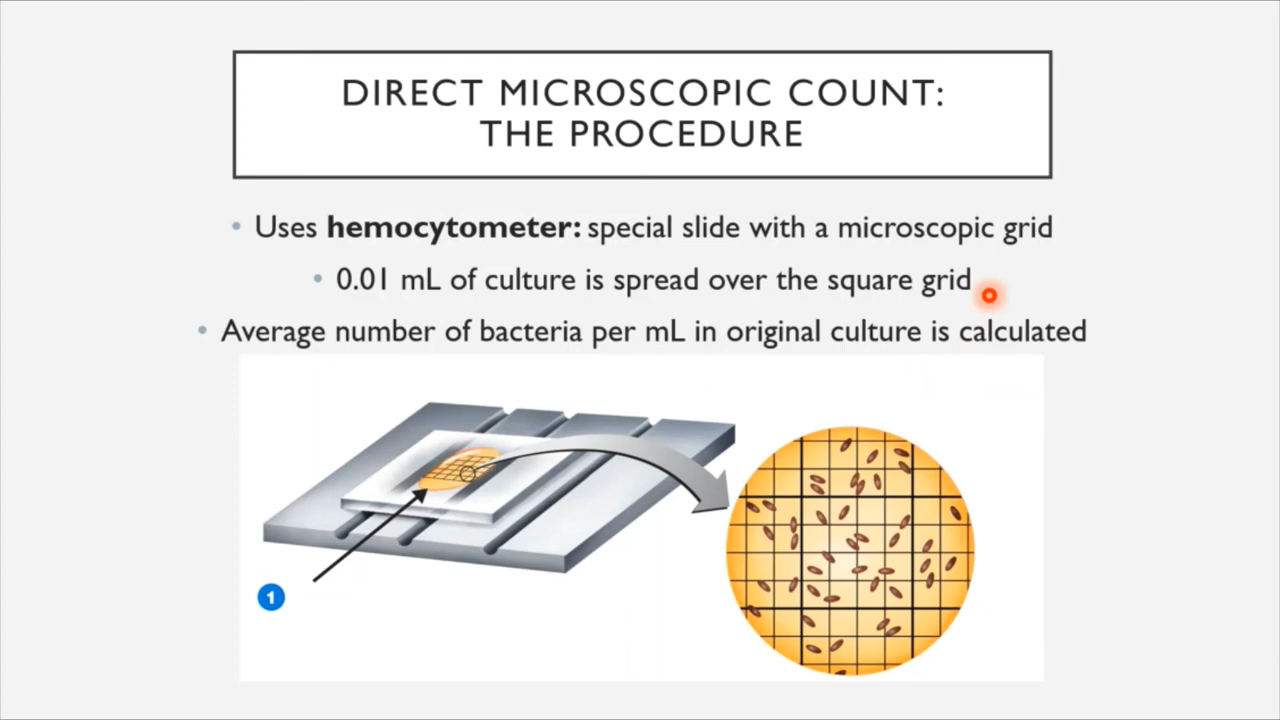 DIRECT MICROSCOPIC COUNT:
THE PROCEDURE
• Uses hemocytometer: special slide with a microscopic grid
• 0.01 mL of culture is spread over the square grid
• Average number of bacteria per mL in original culture is calculated
1